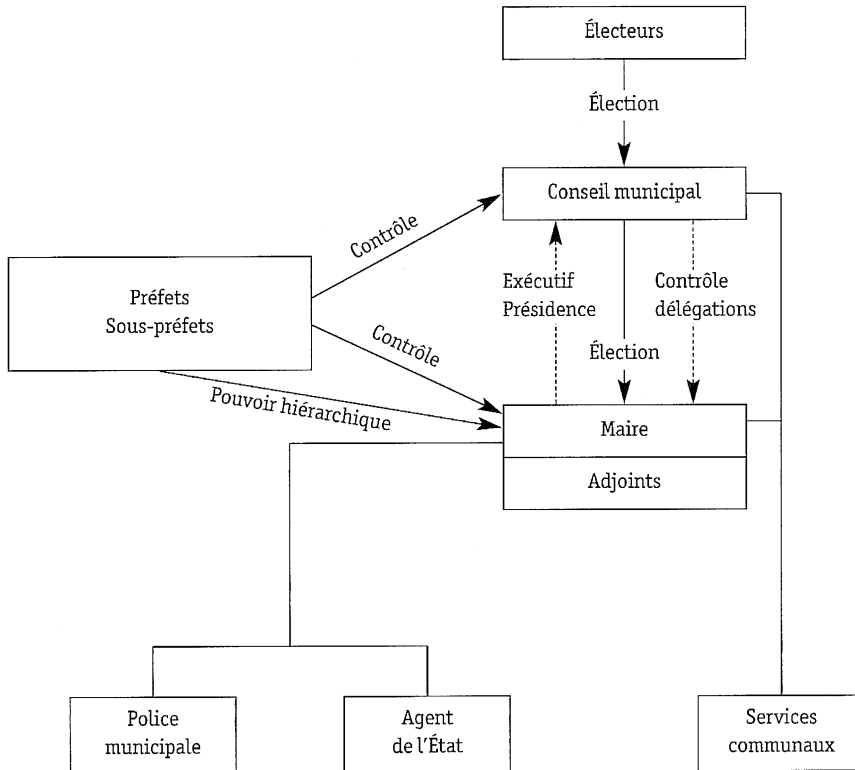 Électeurs
Élection
Conseil municipal
Contrôle
Préfets
Sous-préfets
Exécutif
Présidence
Contrôle
délégations
Contrôle
Élection
Pouvoir hiérarchique
Maire
Adjoints
Police
municipale
Agent
de l'État
Services
communaux